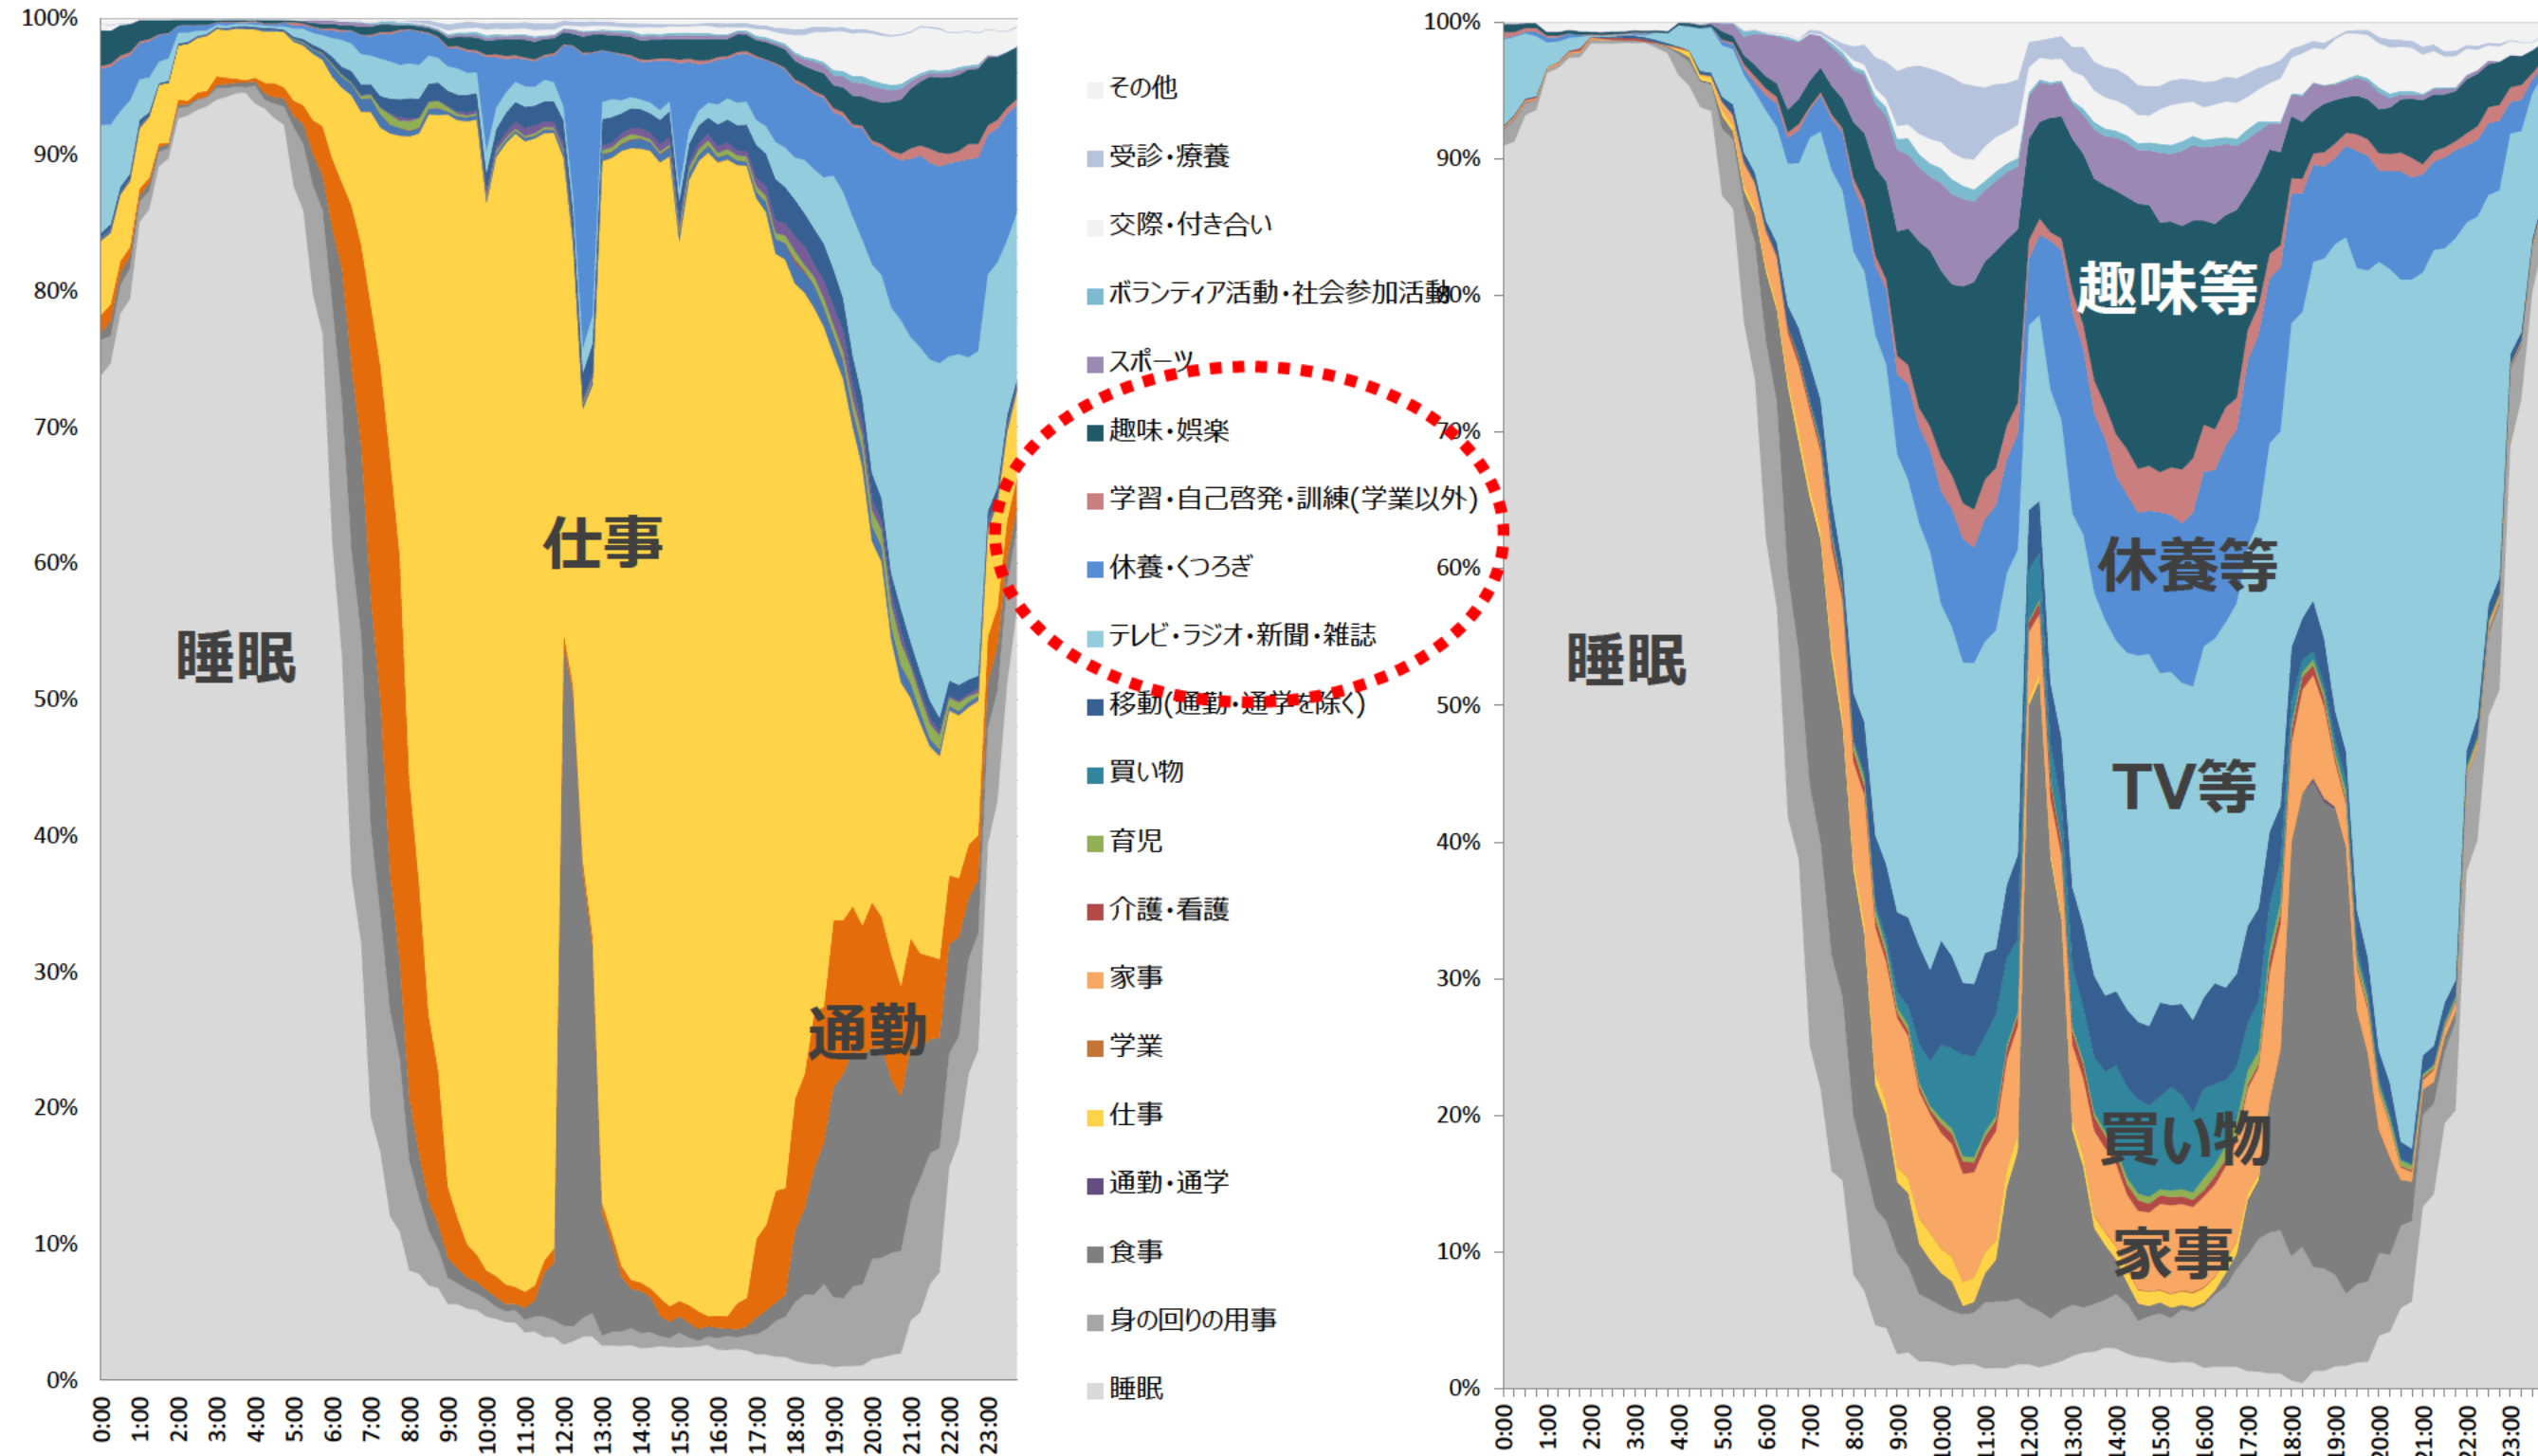 100%
90%
80%
70%
60%
50%
40%
30%
20%
10%
0%
0:00
1:00
2:00
3:00
4:00
5:00
6:00
7:00
8:00
9:00
10:00
11:00
12:00
13:00
14:00
15:00
16:00
17:00
18:00
19:00
20:00
21:00
22:00
23:00
睡眠
仕事
通勤
その他
受診・療養
交際・付き合い
ボランティア活動・社会参加活動
スポーツ
趣味・娯楽
学習・自己啓発・訓練(学業以外)
休養・くつろぎ
テレビ・ラジオ・新聞・雑誌
移動(通勤・通学を除く)
買い物
育児
介護・看護
家事
学業
仕事
通勤・通学
食事
身の回りの用事
睡眠
100%
90%
80%
70%
60%
50%
40%
30%
20%
10%
0%
0:00
1:00
2:00
3:00
4:00
5:00
6:00
7:00
8:00
9:00
10:00
11:00
12:00
13:00
14:00
15:00
16:00
17:00
18:00
19:00
20:00
21:00
22:00
23:00
睡眠
趣味等
休養等
TV等
買い物
家事